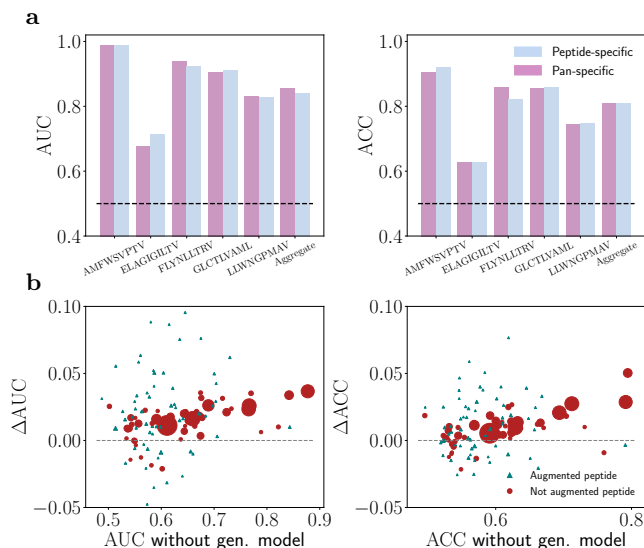 a
1.0
0.8
0.6
0.4
AUC
AMFWSVPTV
ELAGIGILTV
FLYNLLTRV
GLCTLVAML
LLWNGPMAV
Aggregate
1.0
0.8
0.6
0.4
ACC
Peptide-specific
Pan-specific
AMFWSVPTV
ELAGIGILTV
FLYNLLTRV
GLCTLVAML
LLWNGPMAV
Aggregate
b
0.10
0.05
0.00
−0.05
ΔAUC
0.5 0.6 0.7 0.8 0.9
AUC without gen. model
0.10
0.05
0.00
−0.05
ΔACC
Augmented peptide
Not augmented peptide
0.6 0.8
ACC without gen. model